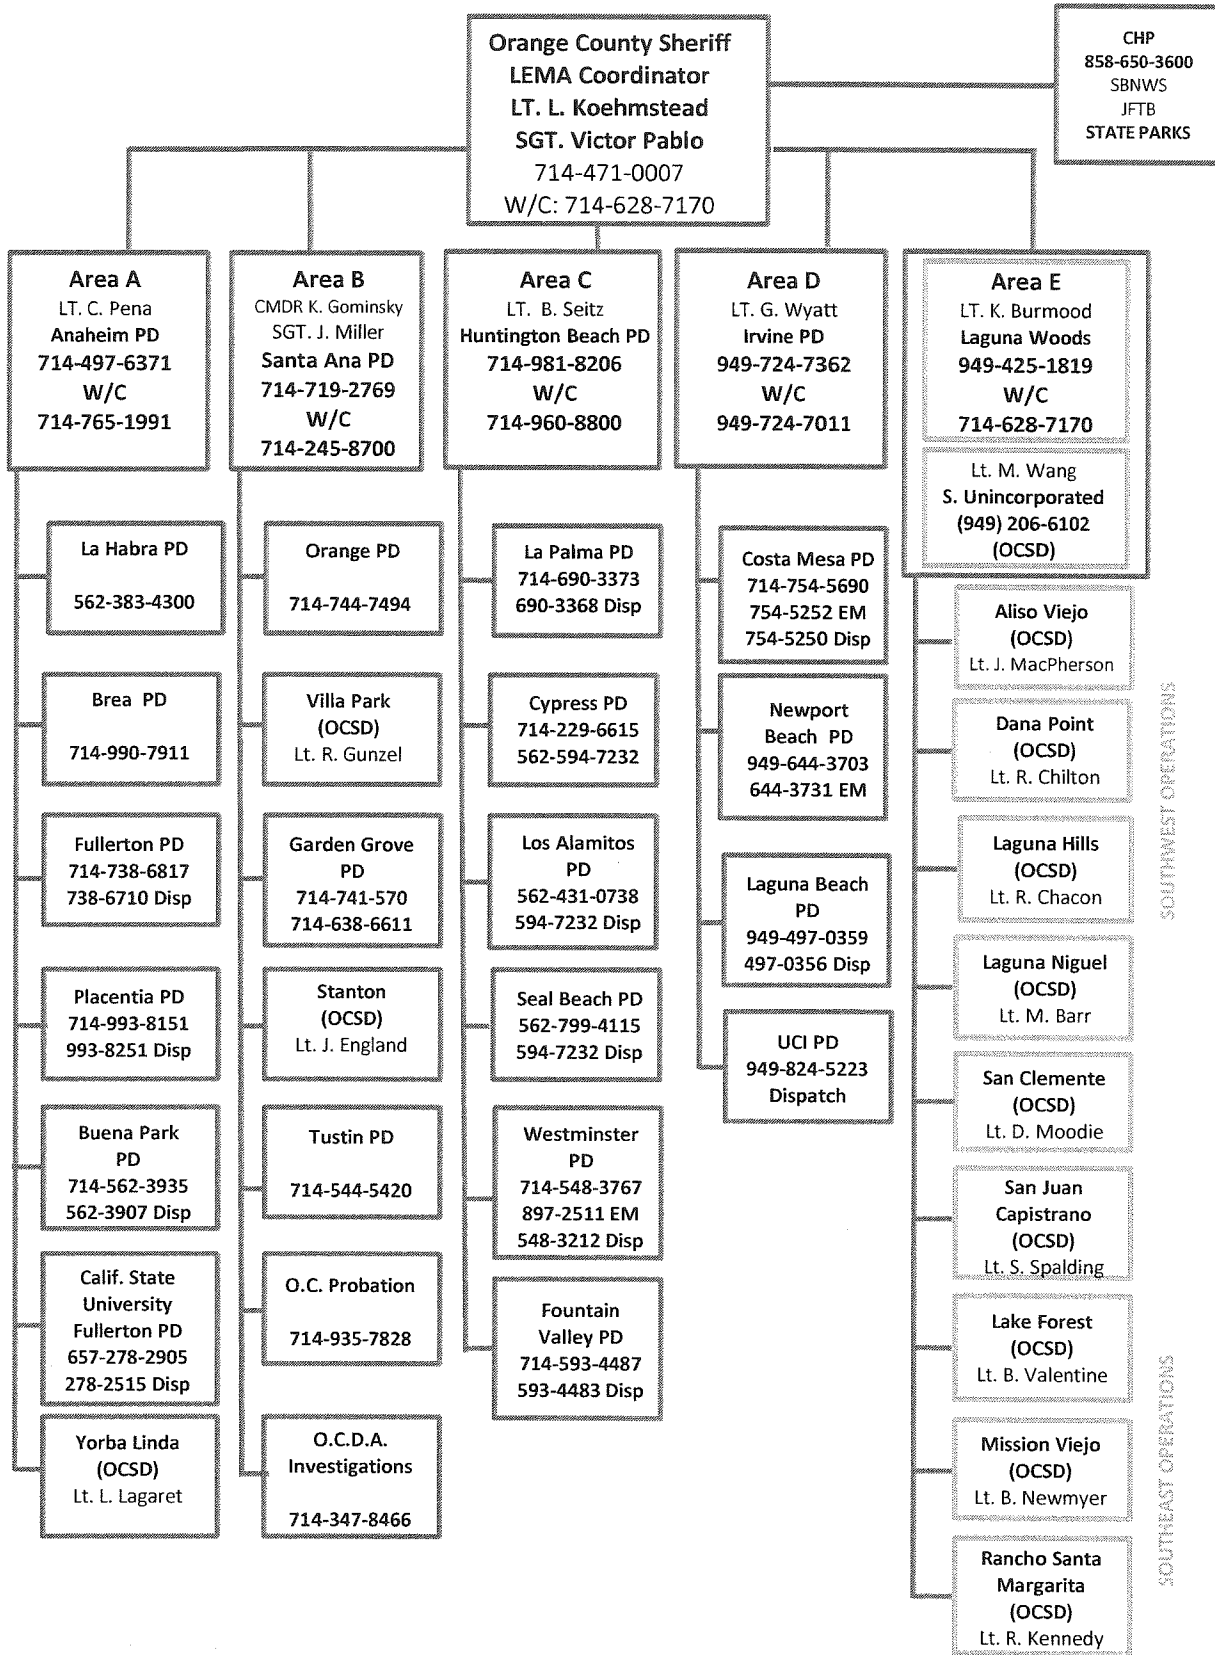 Orange County Sheriff
LEMA Coordinator
LT. L. Koehmstead
SGT. Victor Pablo
714-471-0007
W/C: 714-628-7170
CHP
858-650-3600
SBNWS
JFTB
STATE PARKS
Area A
LT. C. Pena
Anaheim PD
714-497-6371
W/C
714-765-1991
La Habra PD
562-383-4300
Brea PD
714-990-7911
Fullerton PD
714-738-6817
738-6710 Disp
Placentia PD
714-993-8151
993-8251 Disp
Buena Park
PD
714-562-3935
562-3907 Disp
Calif. State
University
Fullerton PD
657-278-2905
278-2515 Disp
Yorba Linda
(OCSD)
Lt. L. Lagaret
Area B
CMDR K. Gominsky
SGT. J. Miller
Santa Ana PD
714-719-2769
W/C
714-245-8700
Orange PD
714-744-7494
Villa Park
(OCSD)
Lt. R. Gunzel
Garden Grove
PD
714-741-570
714-638-6611
Stanton
(OCSD)
Lt. J. England
Tustin PD
714-544-5420
O.C. Probation
714-935-7828
O.C.D.A.
Investigations
714-347-8466
Area C
LT. B. Seitz
Huntington Beach PD
714-981-8206
W/C
714-960-8800
La Palma PD
714-690-3373
690-3368 Disp
Cypress PD
714-229-6615
562-594-7232
Los Alamitos
PD
562-431-0738
594-7232 Disp
Seal Beach PD
562-799-4115
594-7232 Disp
Westminster
PD
714-548-3767
897-2511 EM
548-3212 Disp
Fountain
Valley PD
714-593-4487
593-4483 Disp
Area D
LT. G. Wyatt
Irvine PD
949-724-7362
W/C
949-724-7011
Costa Mesa PD
714-754-5690
754-5252 EM
754-5250 Disp
Newport
Beach PD
949-644-3703
644-3731 EM
Laguna Beach
PD
949-497-0359
497-0356 Disp
UCI PD
949-824-5223
Dispatch
Area E
LT. K. Burmood
Laguna Woods
949-425-1819
W/C
714-628-7170
Lt. M. Wang
S. Unincorporated
(949) 206-6102
(OCSD)
Aliso Viejo
(OCSD)
Lt. J. MacPherson
Dana Point
(OCSD)
Lt. R. Chilton
Laguna Hills
(OCSD)
Lt. R. Chacon
Laguna Niguel
(OCSD)
Lt. M. Barr
San Clemente
(OCSD)
Lt. D. Moodie
San Juan
Capistrano
(OCSD)
Lt. S. Spalding
Lake Forest
(OCSD)
Lt. B. Valentine
Mission Viejo
(OCSD)
Lt. B. Newmyer
Rancho Santa
Margarita
(OCSD)
Lt. R. Kennedy
SOUTHWEST OPERATIONS
SOUTHEAST OPERATIONS